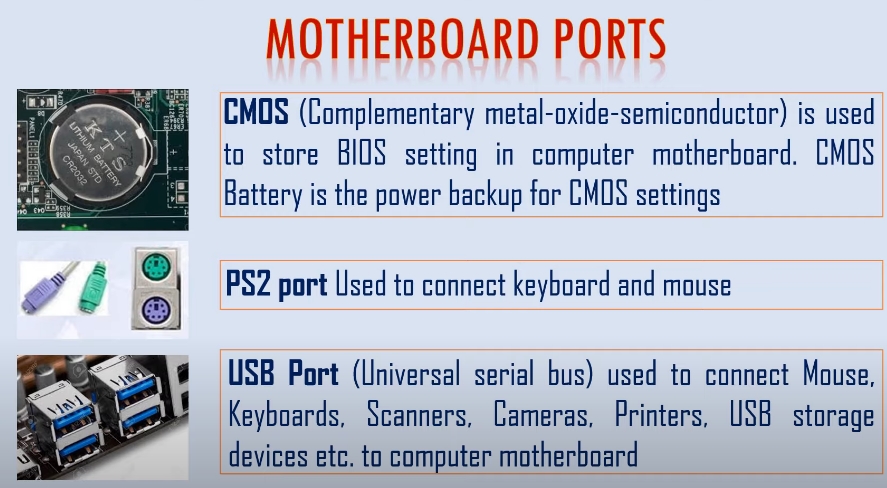 MOTHERBOARD PORTS
KTS
LITHIUM BATTERY
JAPAN STD
CR2032
PANEL1
CMOS (Complementary metal-oxide-semiconductor) is used
to store BIOS setting in computer motherboard. CMOS
Battery is the power backup for CMOS settings
PS2 port Used to connect keyboard and mouse
USB Port (Universal serial bus) used to connect Mouse,
Keyboards, Scanners, Cameras, Printers, USB storage
devices etc. to computer motherboard